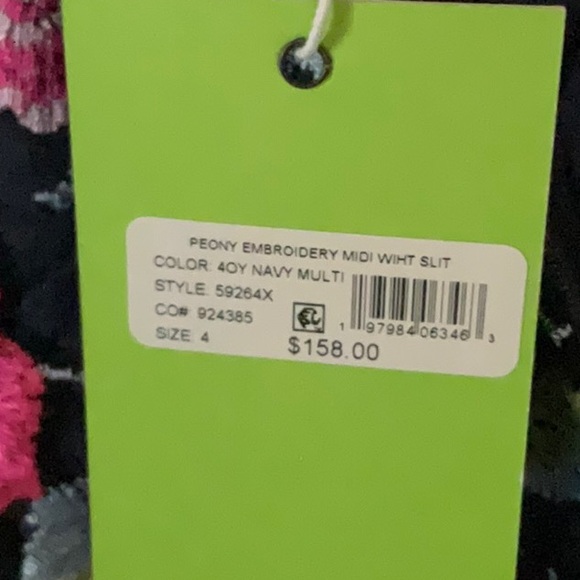 PEONY EMBROIDERY MIDI WIHT SLIT
COLOR: 4OY NAVY MULTI
STYLE: 59264X
CO# 924385
SIZE: 4
1 97984 06346 3
$158.00